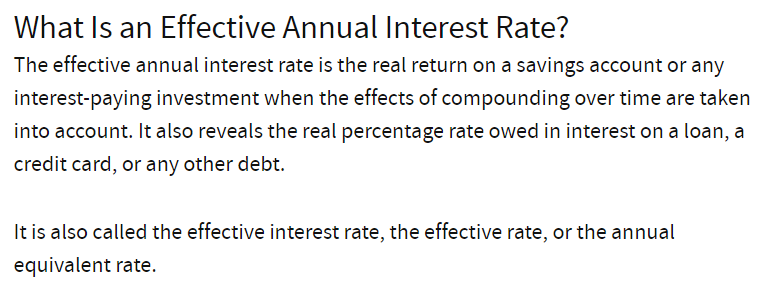 What Is an Effective Annual Interest Rate?
The effective annual interest rate is the real return on a savings account or any
interest-paying investment when the effects of compounding over time are taken
into account. It also reveals the real percentage rate owed in interest on a loan, a
credit card, or any other debt.
It is also called the effective interest rate, the effective rate, or the annual
equivalent rate.